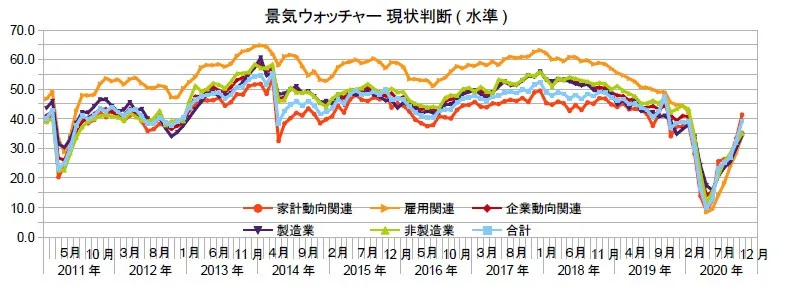 景気ウォッチャー 現状判断 ( 水準 )
70.0
60.0
50.0
40.0
30.0
20.0
10.0
0.0
家計動向関連 雇用関連 企業動向関連
製造業 非製造業 合計
5月 10月 3月 8月 1月 6月 11月 4月 9月 2月 7月 12月 5月 10月 3月 8月 1月 6月 11月 4月 9月 2月 7月 12月
2011年 2012年 2013年 2014年 2015年 2016年 2017年 2018年 2019年 2020年